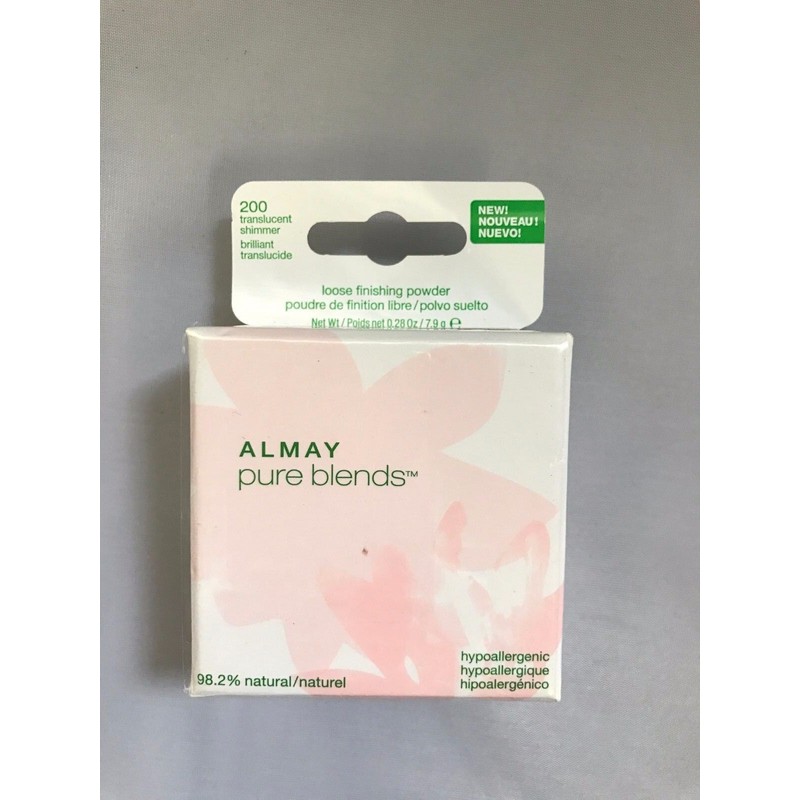 200
translucent
shimmer
brilliant
translucide
NEW!
NOUVEAU!
NUEVO!
loose finishing powder
poudre de finition libre/polvo suelto
Net Wt/Poids net 0.28 Oz/7.9 g ℮
ALMAY
pure blends™
98.2% natural/naturel
hypoallergenic
hypoallergique
hipoalergénico